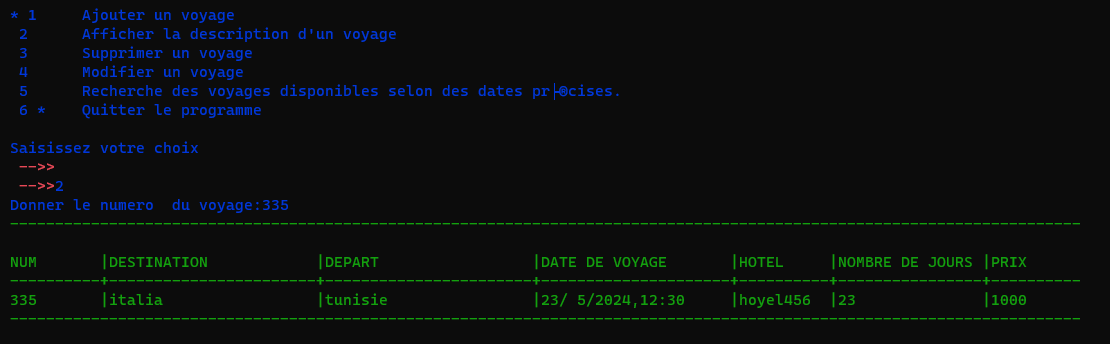 * 1     Ajouter un voyage
 2      Afficher la description d'un voyage
 3      Supprimer un voyage
 4      Modifier un voyage
 5      Recherche des voyages disponibles selon des dates pr├®cises.
 6 *    Quitter le programme
Saisissez votre choix
 -->>
 -->>2
Donner le numero  du voyage:335
-----------------------------------------------------------------------------------------------------------------------
NUM       |DESTINATION            |DEPART                 |DATE DE VOYAGE       |HOTEL     |NOMBRE DE JOURS |PRIX
----------+-----------------------+-----------------------+---------------------+----------+----------------+----------
335       |italia                 |tunisie                |23/ 5/2024,12:30     |hoyel456  |23              |1000
-----------------------------------------------------------------------------------------------------------------------